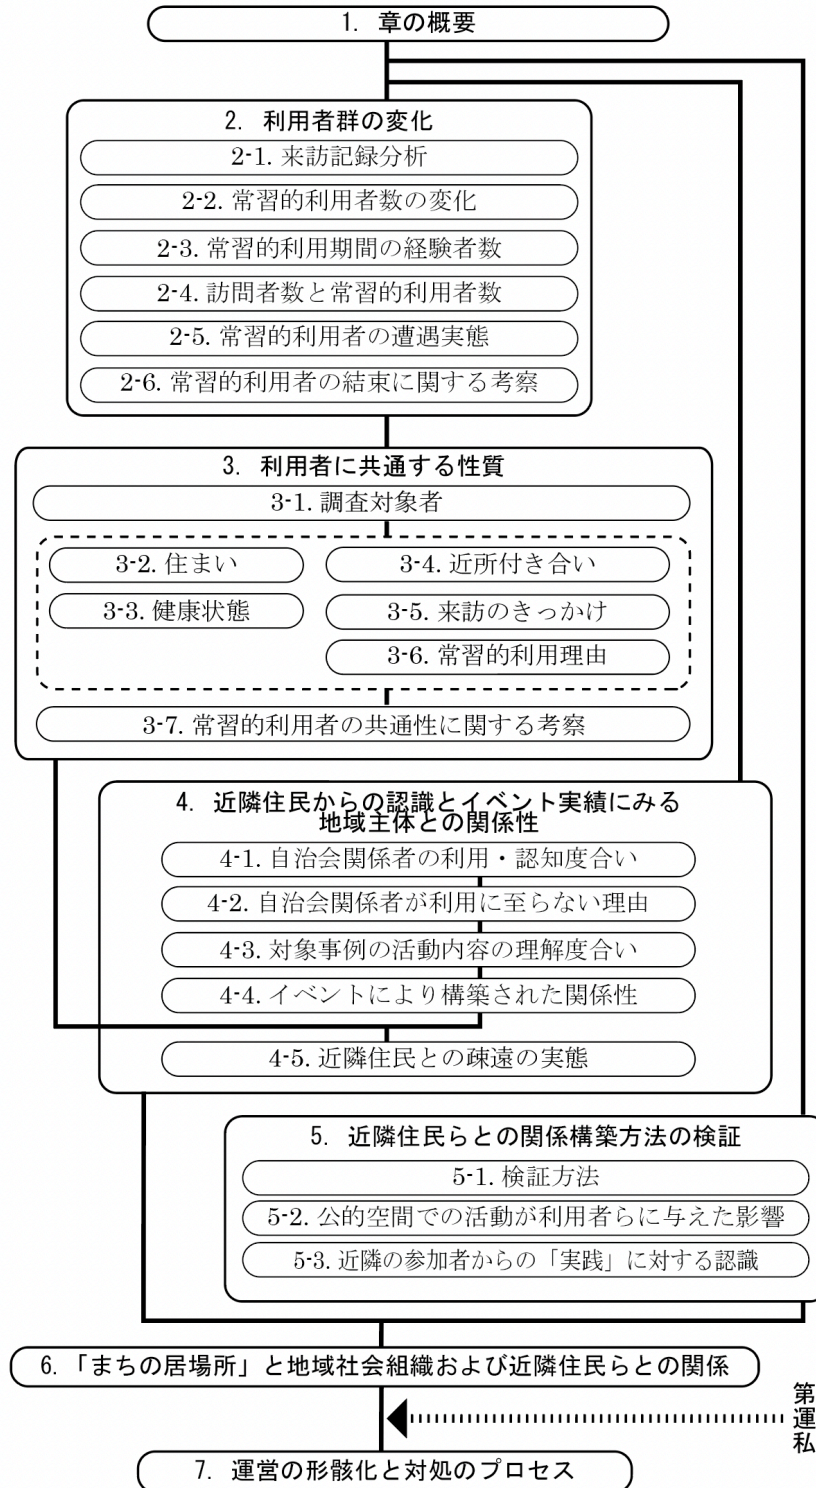 1. 章の概要
2. 利用者群の変化
2-1. 来訪記録分析
2-2. 常習的利用者数の変化
2-3. 常習的利用期間の経験者数
2-4. 訪問者数と常習的利用者数
2-5. 常習的利用者の遭遇実態
2-6. 常習的利用者の結束に関する考察
3. 利用者に共通する性質
3-1. 調査対象者
3-2. 住まい
3-3. 健康状態
3-4. 近所付き合い
3-5. 来訪のきっかけ
3-6. 常習的利用理由
3-7. 常習的利用者の共通性に関する考察
4. 近隣住民からの認識とイベント実績にみる
地域主体との関係性
4-1. 自治会関係者の利用・認知度合い
4-2. 自治会関係者が利用に至らない理由
4-3. 対象事例の活動内容の理解度合い
4-4. イベントにより構築された関係性
4-5. 近隣住民との疎遠の実態
5. 近隣住民らとの関係構築方法の検証
5-1. 検証方法
5-2. 公的空間での活動が利用者らに与えた影響
5-3. 近隣の参加者からの「実践」に対する認識
6. 「まちの居場所」と地域社会組織および近隣住民らとの関係
第
運
私
7. 運営の形骸化と対処のプロセス